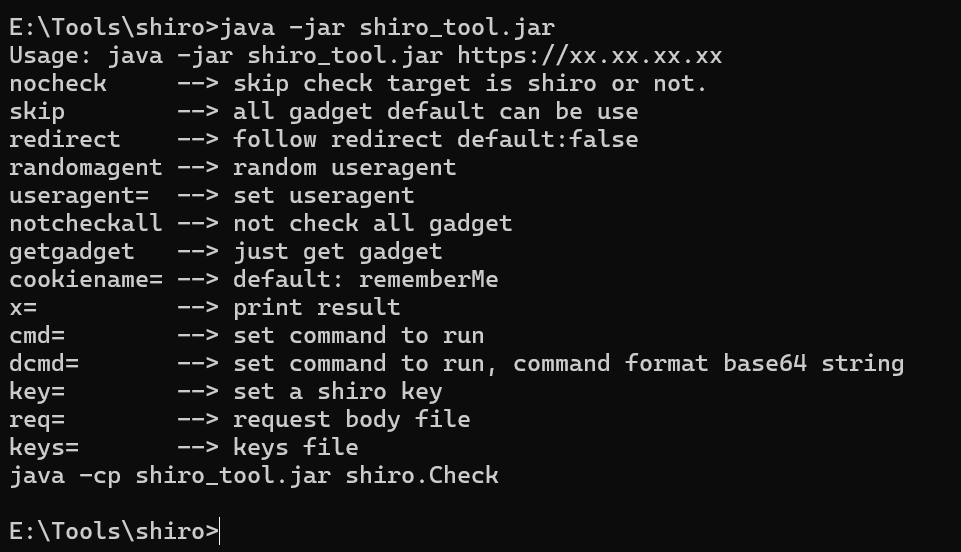 E:\Tools\shiro>java -jar shiro_tool.jar
Usage: java -jar shiro_tool.jar https://xx.xx.xx.xx
nocheck     --> skip check target is shiro or not.
skip        --> all gadget default can be use
redirect    --> follow redirect default:false
randomagent --> random useragent
useragent=  --> set useragent
notcheckall --> not check all gadget
getgadget   --> just get gadget
cookiename= --> default: rememberMe
x=          --> print result
cmd=        --> set command to run
dcmd=       --> set command to run, command format base64 string
key=        --> set a shiro key
req=        --> request body file
keys=       --> keys file
java -cp shiro_tool.jar shiro.Check
E:\Tools\shiro>